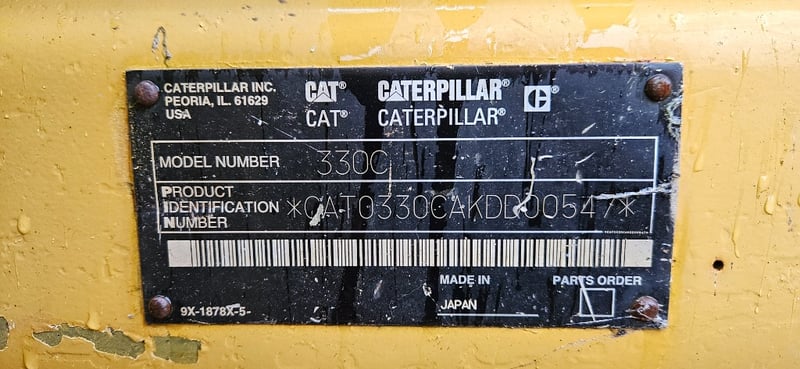 CATERPILLAR INC.
PEORIA, IL. 61629
USA
CAT® CATERPILLAR®
CAT® CATERPILLAR®
MODEL NUMBER 330C
PRODUCT
IDENTIFICATION
NUMBER
*CAT0330CAKDD00547*
MADE IN
JAPAN
PARTS ORDER
9X-1878X-5-